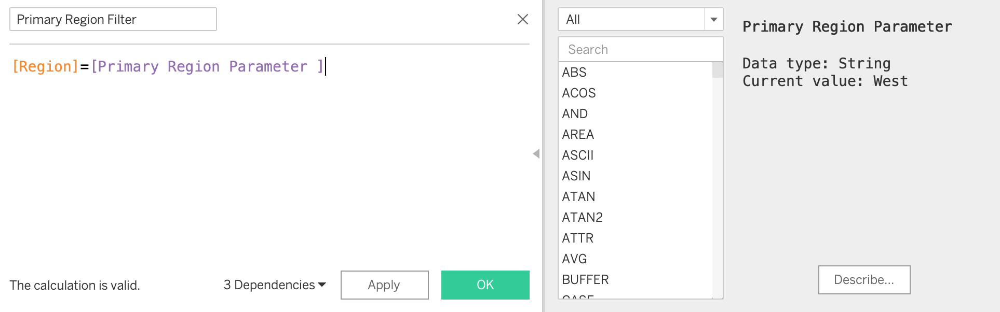 Primary Region Filter
[Region]=[Primary Region Parameter ]
The calculation is valid.
3 Dependencies
Apply
OK
All
Search
ABS
ACOS
AND
AREA
ASCII
ASIN
ATAN
ATAN2
ATTR
AVG
BUFFER
CASE
Primary Region Parameter
Data type: String
Current value: West
Describe...